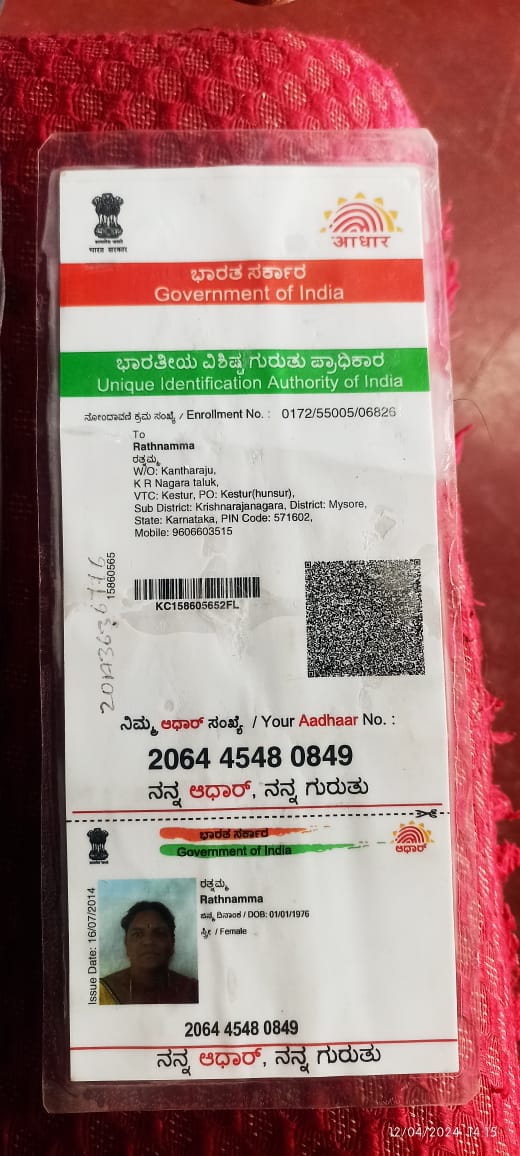 भारत सरकार
आधार
ಭಾರತ ಸರ್ಕಾರ
Government of India
ಭಾರತೀಯ ವಿಶಿಷ್ಟ ಗುರುತು ಪ್ರಾಧಿಕಾರ
Unique Identification Authority of India
ನೋಂದಾವಣೆ ಕ್ರಮ ಸಂಖ್ಯೆ / Enrollment No. : 0172/55005/06826
To
Rathnamma
ರತ್ನಮ್ಮ
W/O: Kantharaju,
K R Nagara taluk,
VTC: Kestur, PO: Kestur(hunsur),
Sub District: Krishnarajanagara, District: Mysore,
State: Karnataka, PIN Code: 571602,
Mobile: 9606603515
15860565
KC158605652FL
ನಿಮ್ಮ ಆಧಾರ್ ಸಂಖ್ಯೆ / Your Aadhaar No. :
2064 4548 0849
ನನ್ನ ಆಧಾರ್, ನನ್ನ ಗುರುತು
ಭಾರತ ಸರ್ಕಾರ
Government of India
ಆಧಾರ್
Issue Date: 16/07/2014
ರತ್ನಮ್ಮ
Rathnamma
ಜನ್ಮ ದಿನಾಂಕ / DOB: 01/01/1976
ಸ್ತ್ರೀ / Female
2064 4548 0849
ನನ್ನ ಆಧಾರ್, ನನ್ನ ಗುರುತು
12/04/2024 14:15